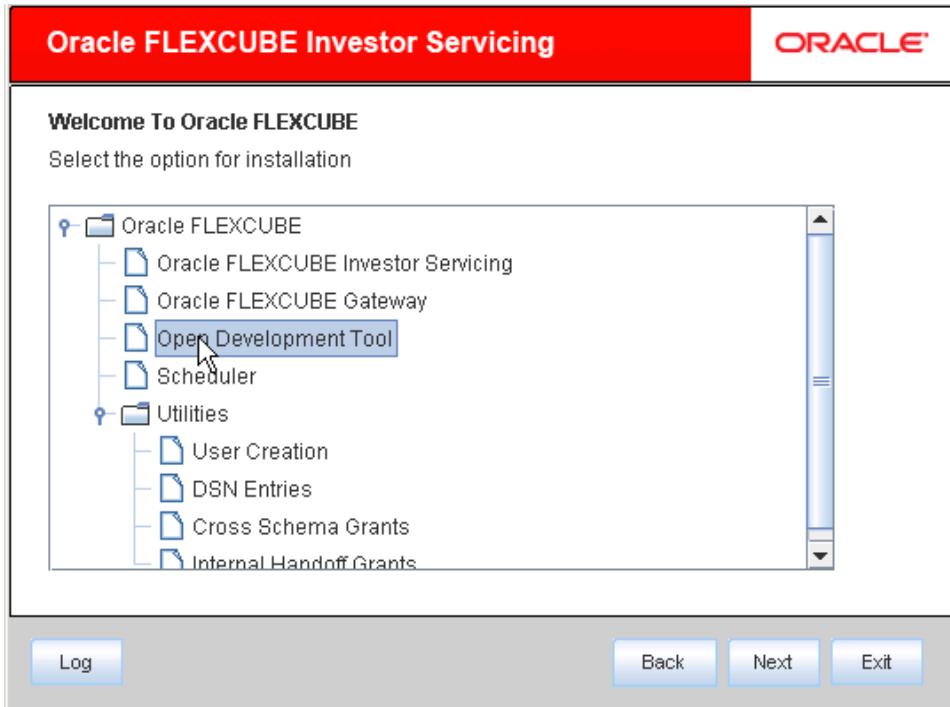 Oracle FLEXCUBE Investor Servicing
ORACLE
Welcome To Oracle FLEXCUBE
Select the option for installation
Oracle FLEXCUBE
Oracle FLEXCUBE Investor Servicing
Oracle FLEXCUBE Gateway
Open Development Tool
Scheduler
Utilities
User Creation
DSN Entries
Cross Schema Grants
Internal Handoff Grants
Log
Back
Next
Exit